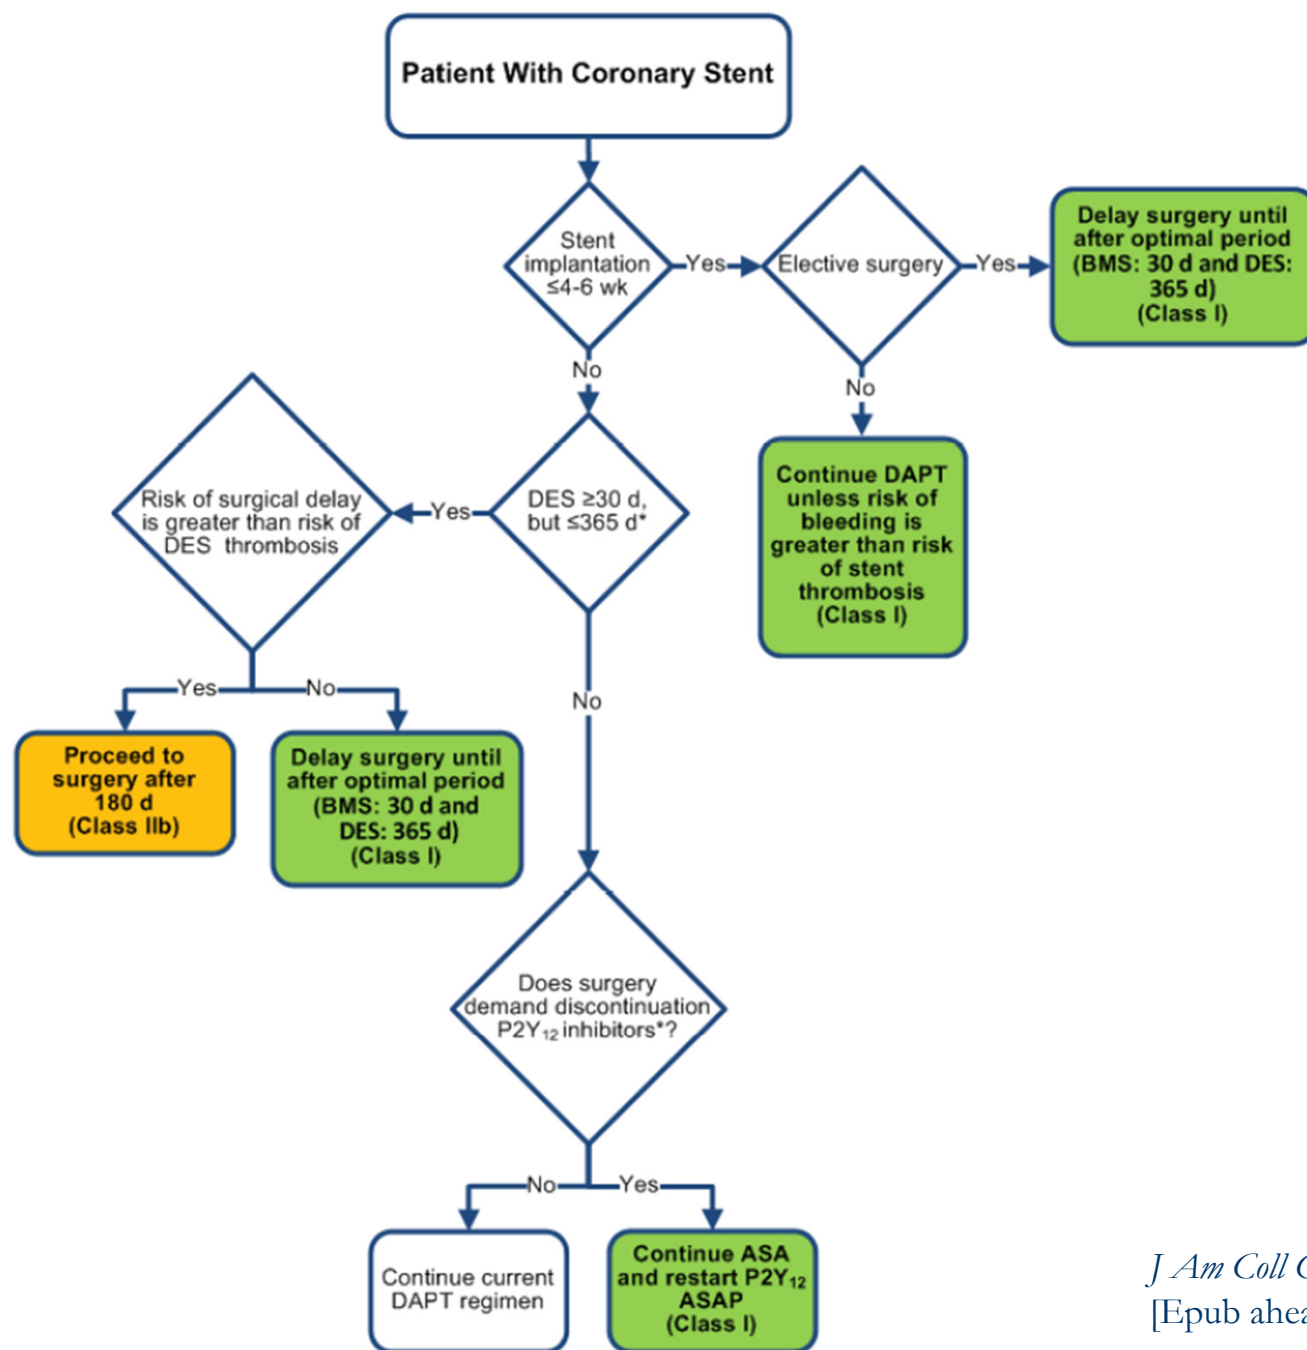 Patient With Coronary Stent
Stent
implantation
≤4-6 wk
Yes
Elective surgery
Yes
Delay surgery until
after optimal period
(BMS: 30 d and DES:
365 d)
(Class I)
No
No
Continue DAPT
unless risk of
bleeding is
greater than risk
of stent
thrombosis
(Class I)
DES ≥30 d,
but ≤365 d*
Yes
Risk of surgical delay
is greater than risk of
DES thrombosis
Yes
No
Proceed to
surgery after
180 d
(Class IIb)
Delay surgery until
after optimal period
(BMS: 30 d and
DES: 365 d)
(Class I)
No
Does surgery
demand discontinuation
P2Y₁₂ inhibitors*?
No
Yes
Continue current
DAPT regimen
Continue ASA
and restart P2Y₁₂
ASAP
(Class I)
J Am Coll
[Epub